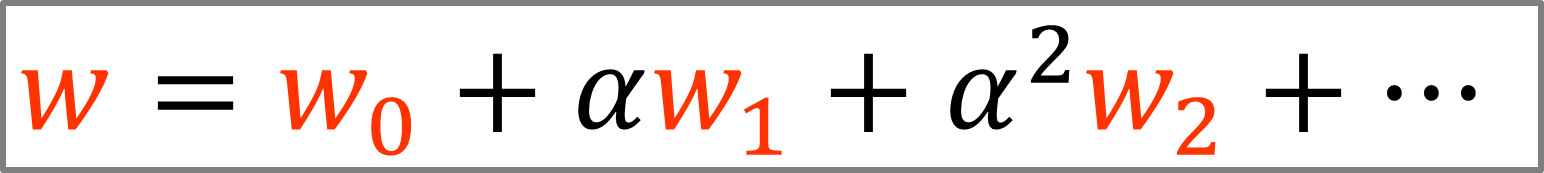 w = w₀ + αw₁ + α²w₂ + ⋯